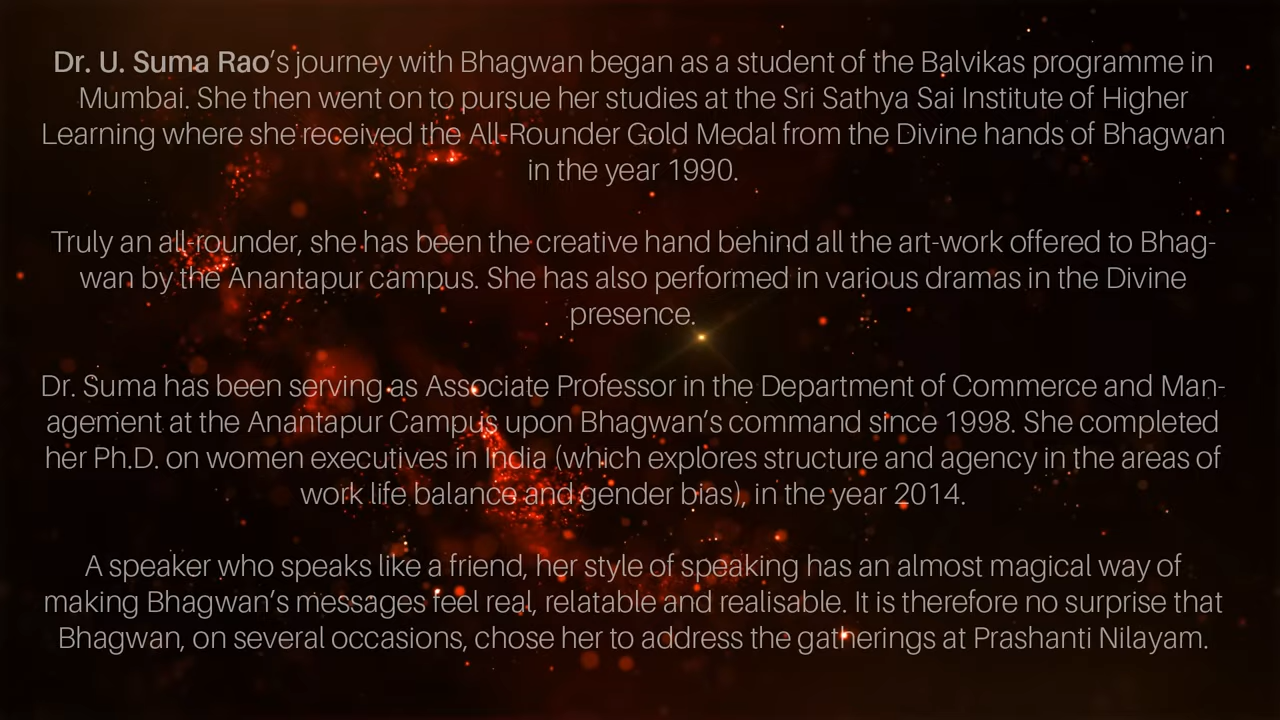 Dr. U. Suma Rao’s journey with Bhagwan began as a student of the Balvikas programme in
Mumbai. She then went on to pursue her studies at the Sri Sathya Sai Institute of Higher
Learning where she received the All-Rounder Gold Medal from the Divine hands of Bhagwan
in the year 1990.
Truly an all-rounder, she has been the creative hand behind all the art-work offered to Bhag-
wan by the Anantapur campus. She has also performed in various dramas in the Divine
presence.
Dr. Suma has been serving as Associate Professor in the Department of Commerce and Man-
agement at the Anantapur Campus upon Bhagwan’s command since 1998. She completed
her Ph.D. on women executives in India (which explores structure and agency in the areas of
work life balance and gender bias), in the year 2014.
A speaker who speaks like a friend, her style of speaking has an almost magical way of
making Bhagwan’s messages feel real, relatable and realisable. It is therefore no surprise that
Bhagwan, on several occasions, chose her to address the gatherings at Prashanti Nilayam.